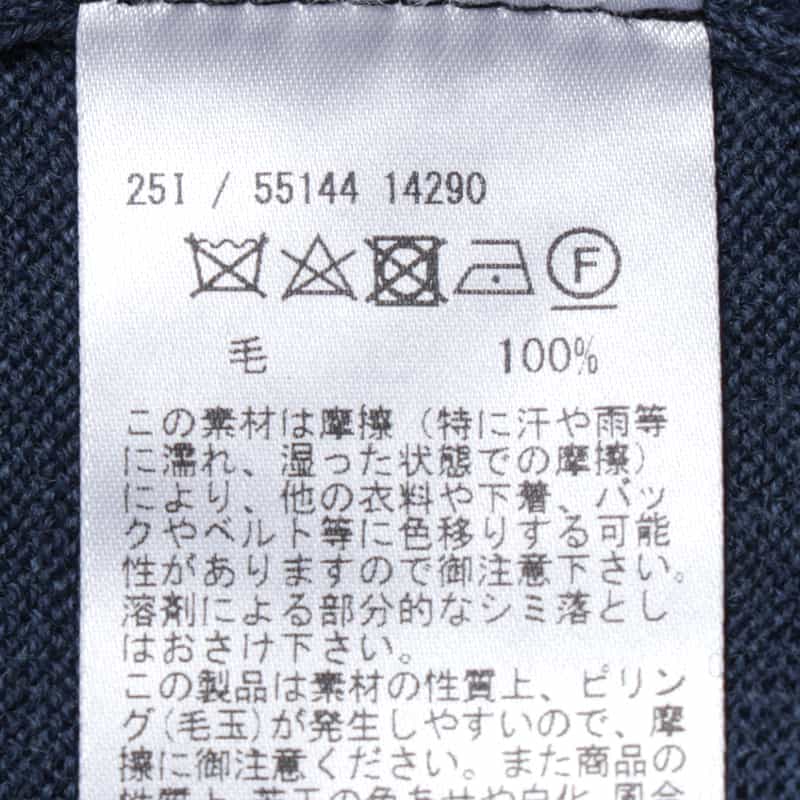 25I / 55144 14290
F
毛 100%
この素材は摩擦（特に汗や雨等
に濡れ、湿った状態での摩擦）
により、他の衣料や下着、バッ
クやベルト等に色移りする可能
性がありますので御注意下さい。
溶剤による部分的なシミ落とし
はおさけ下さい。
この製品は素材の性質上、ピリン
グ(毛玉)が発生しやすいので、摩
擦に御注意ください。また商品の